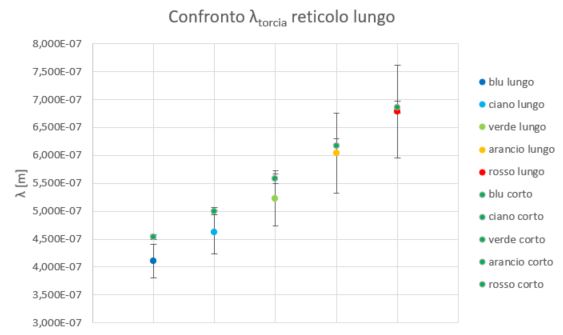 Confronto λtorcia reticolo lungo
8,000E-07
7,500E-07
7,000E-07
6,500E-07
6,000E-07
5,500E-07
5,000E-07
4,500E-07
4,000E-07
3,500E-07
3,000E-07
λ [m]
blu lungo
ciano lungo
verde lungo
arancio lungo
rosso lungo
blu corto
ciano corto
verde corto
arancio corto
rosso corto